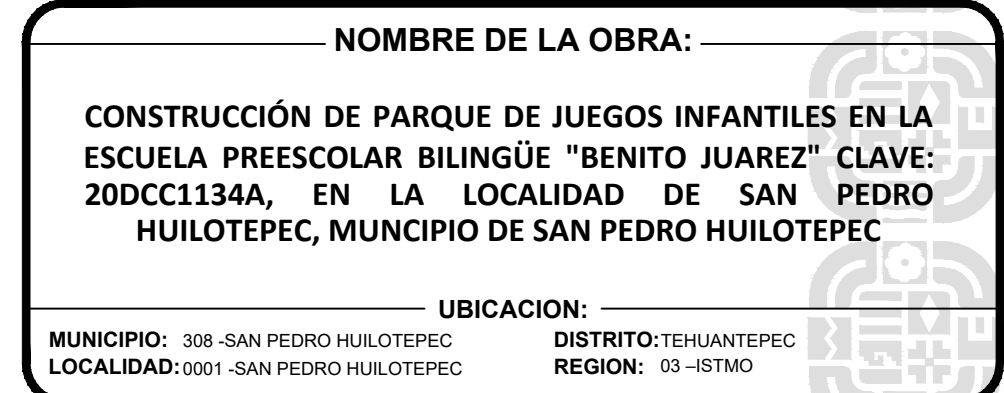 NOMBRE DE LA OBRA:
CONSTRUCCIÓN DE PARQUE DE JUEGOS INFANTILES EN LA
ESCUELA PREESCOLAR BILINGÜE "BENITO JUAREZ" CLAVE:
20DCC1134A, EN LA LOCALIDAD DE SAN PEDRO
HUILOTEPEC, MUNCIPIO DE SAN PEDRO HUILOTEPEC
UBICACION:
MUNICIPIO: 308 -SAN PEDRO HUILOTEPEC DISTRITO: TEHUANTEPEC
LOCALIDAD: 0001 -SAN PEDRO HUILOTEPEC REGION: 03 –ISTMO